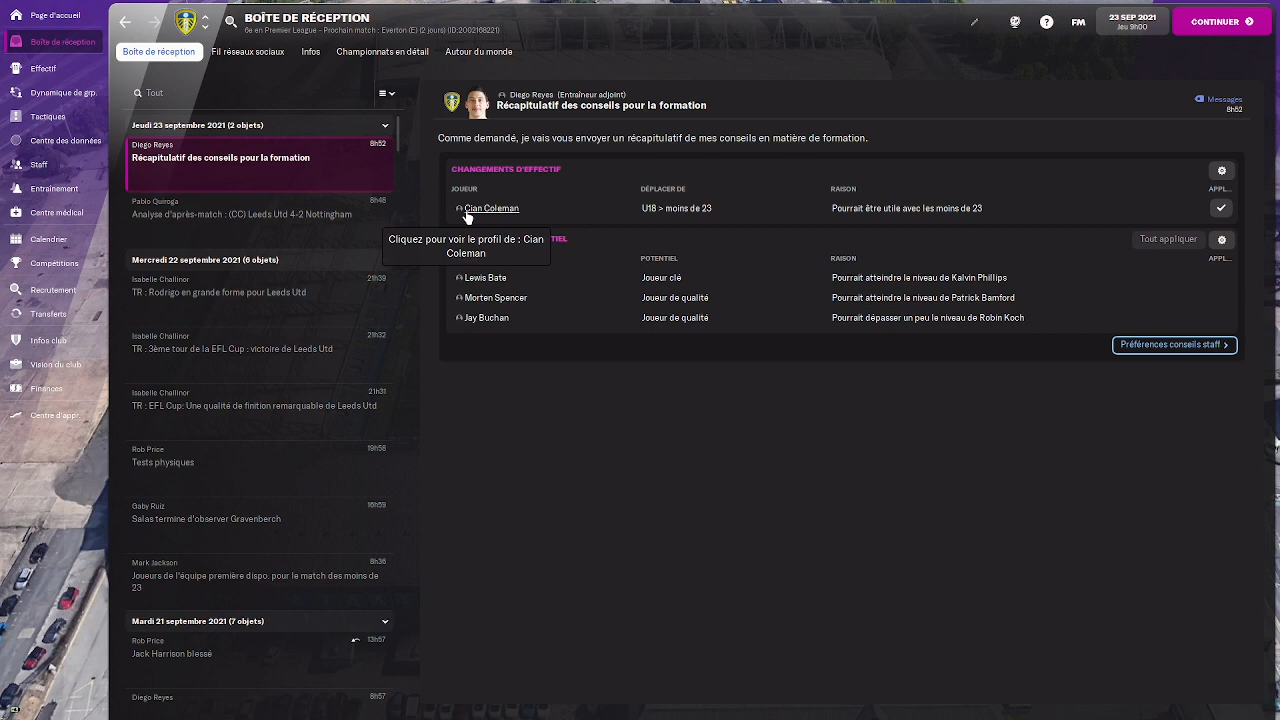 Accueil
Boîte de réception
Effectif
Dynamique de grp.
Tactiques
Centre des données
Staff
Entraînement
Centre médical
Calendrier
Compétitions
Recrutement
Transferts
Infos club
Vision du club
Finances
Centre d'appr.
BOÎTE DE RÉCEPTION
6e en Premier League - Prochain match : Everton (E) (2 jours) (ID:2002168221)
FM
23 SEP 2021
Jeu 9h00
CONTINUER
Boîte de réception
Fil réseaux sociaux
Infos
Championnats en détail
Autour du monde
Tout
Jeudi 23 septembre 2021 (2 objets)
Diego Reyes 8h52
Récapitulatif des conseils pour la formation
Pablo Quiroga 8h48
Analyse d'après-match : (CC) Leeds Utd 4-2 Nottingham
Mercredi 22 septembre 2021 (6 objets)
Isabelle Challinor 21h39
TR : Rodrigo en grande forme pour Leeds Utd
Isabelle Challinor 21h32
TR : 3ème tour de la EFL Cup : victoire de Leeds Utd
Isabelle Challinor 21h31
TR : EFL Cup: Une qualité de finition remarquable de Leeds Utd
Rob Price 19h58
Tests physiques
Gaby Ruiz 16h59
Salas termine d'observer Gravenberch
Mark Jackson 8h36
Joueurs de l'équipe première dispo. pour le match des moins de
23
Mardi 21 septembre 2021 (7 objets)
Rob Price 13h57
Jack Harrison blessé
Diego Reyes 8h57
Diego Reyes (Entraîneur adjoint)
Récapitulatif des conseils pour la formation
Messages
8h52
Comme demandé, je vais vous envoyer un récapitulatif de mes conseils en matière de formation.
CHANGEMENTS D'EFFECTIF
JOUEUR DÉPLACER DE RAISON APPL...
Cian Coleman U18 > moins de 23 Pourrait être utile avec les moins de 23
Cliquez pour voir le profil de : Cian
Coleman
TIEL Tout appliquer
POTENTIEL RAISON APPL...
Lewis Bate Joueur clé Pourrait atteindre le niveau de Kalvin Phillips
Morten Spencer Joueur de qualité Pourrait atteindre le niveau de Patrick Bamford
Jay Buchan Joueur de qualité Pourrait dépasser un peu le niveau de Robin Koch
Préférences conseils staff